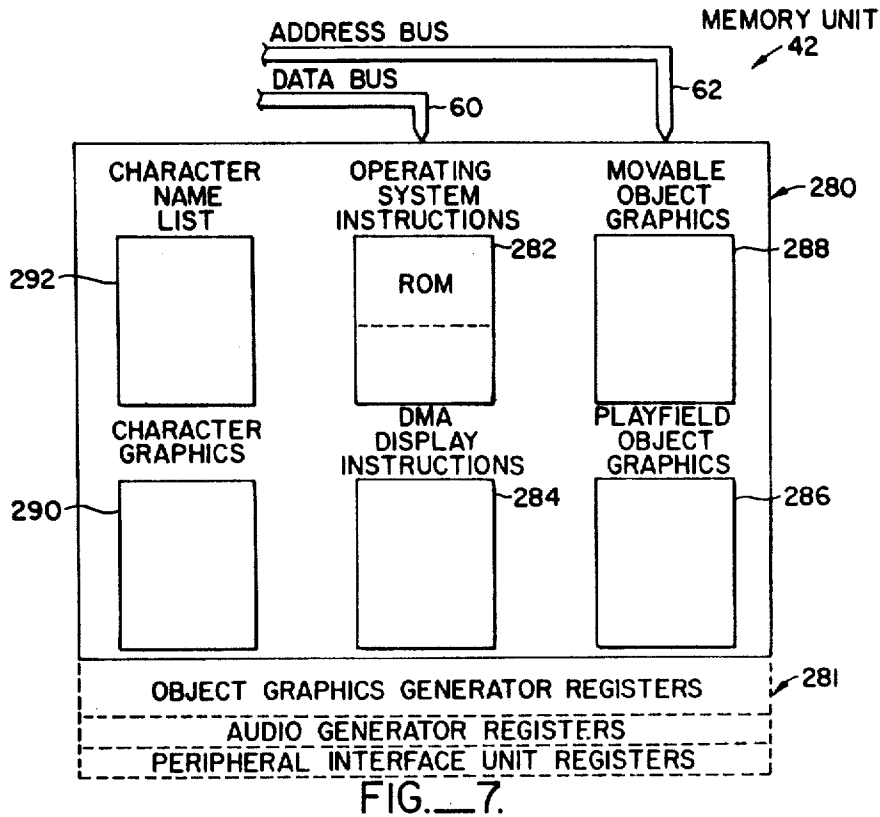 MEMORY UNIT
42
ADDRESS BUS
62
DATA BUS
60
CHARACTER
NAME
LIST
OPERATING
SYSTEM
INSTRUCTIONS
MOVABLE
OBJECT
GRAPHICS
280
292
282
ROM
288
CHARACTER
GRAPHICS
DMA
DISPLAY
INSTRUCTIONS
PLAYFIELD
OBJECT
GRAPHICS
290
284
286
OBJECT GRAPHICS GENERATOR REGISTERS
281
AUDIO GENERATOR REGISTERS
PERIPHERAL INTERFACE UNIT REGISTERS
FIG.__7.